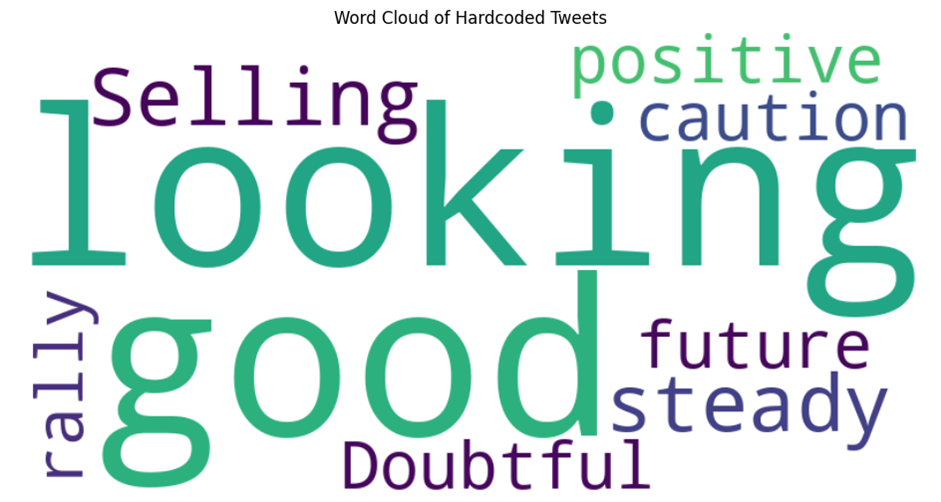 Word Cloud of Hardcoded Tweets
positive
Selling
caution
looking
rally
good
future
steady
Doubtful